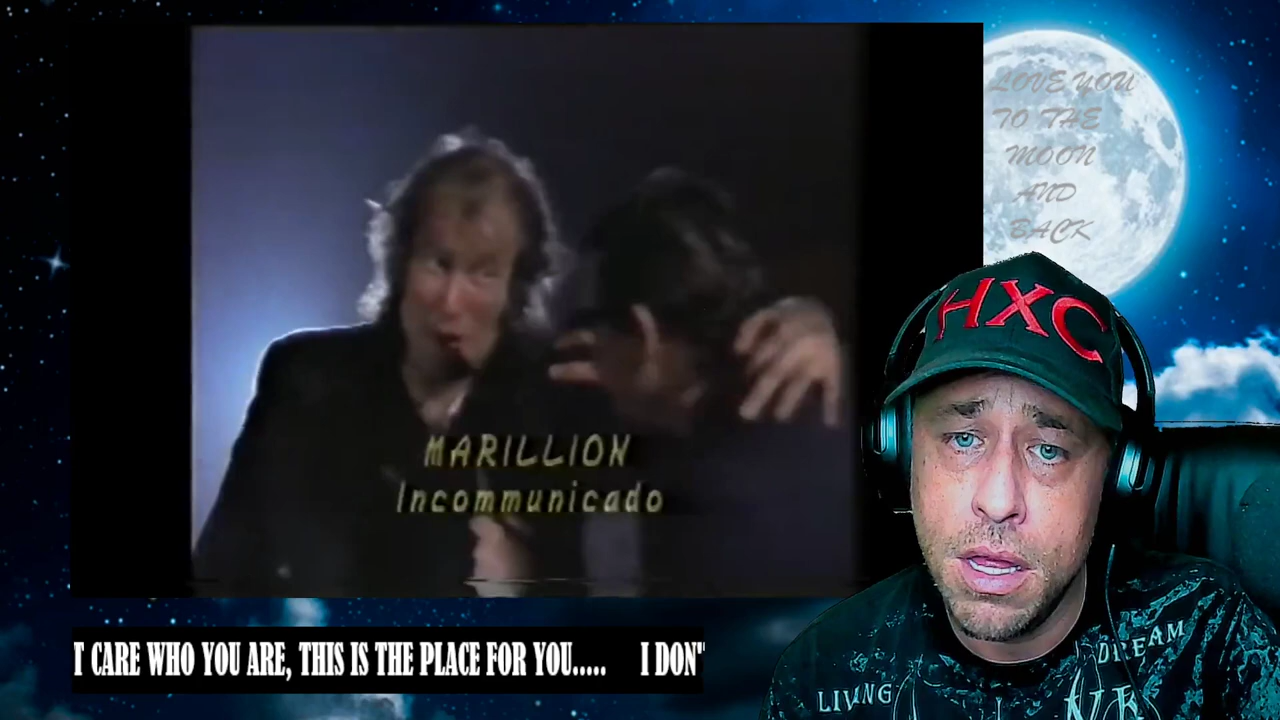 I LOVE YOU
TO THE
MOON
AND
BACK
MARILLION
Incommunicado
HXC
T CARE WHO YOU ARE, THIS IS THE PLACE FOR YOU..... I DON'
DREAM
LIVING